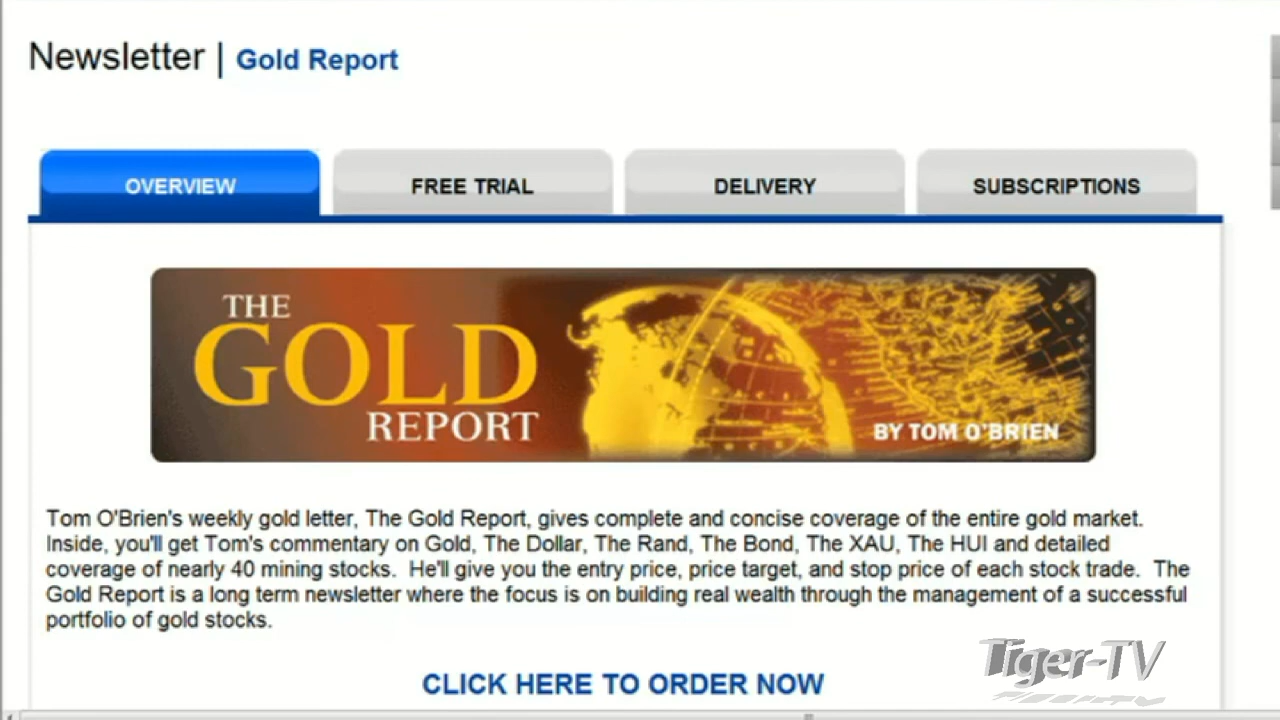 Newsletter | Gold Report
OVERVIEW
FREE TRIAL
DELIVERY
SUBSCRIPTIONS
THE
GOLD
REPORT
BY TOM O'BRIEN
Tom O'Brien's weekly gold letter, The Gold Report, gives complete and concise coverage of the entire gold market.
Inside, you'll get Tom's commentary on Gold, The Dollar, The Rand, The Bond, The XAU, The HUI and detailed
coverage of nearly 40 mining stocks. He'll give you the entry price, price target, and stop price of each stock trade. The
Gold Report is a long term newsletter where the focus is on building real wealth through the management of a successful
portfolio of gold stocks.
CLICK HERE TO ORDER NOW
Tiger-TV